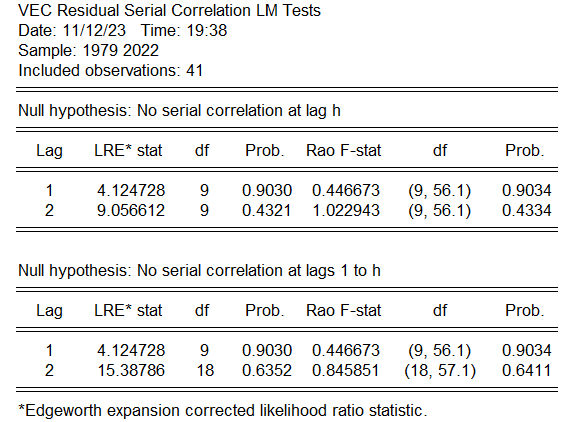 VEC Residual Serial Correlation LM Tests
Date: 11/12/23 Time: 19:38
Sample: 1979 2022
Included observations: 41
Null hypothesis: No serial correlation at lag h
Lag LRE* stat df Prob. Rao F-stat df Prob.
1 4.124728 9 0.9030 0.446673 (9, 56.1) 0.9034
2 9.056612 9 0.4321 1.022943 (9, 56.1) 0.4334
Null hypothesis: No serial correlation at lags 1 to h
Lag LRE* stat df Prob. Rao F-stat df Prob.
1 4.124728 9 0.9030 0.446673 (9, 56.1) 0.9034
2 15.38786 18 0.6352 0.845851 (18, 57.1) 0.6411
*Edgeworth expansion corrected likelihood ratio statistic.